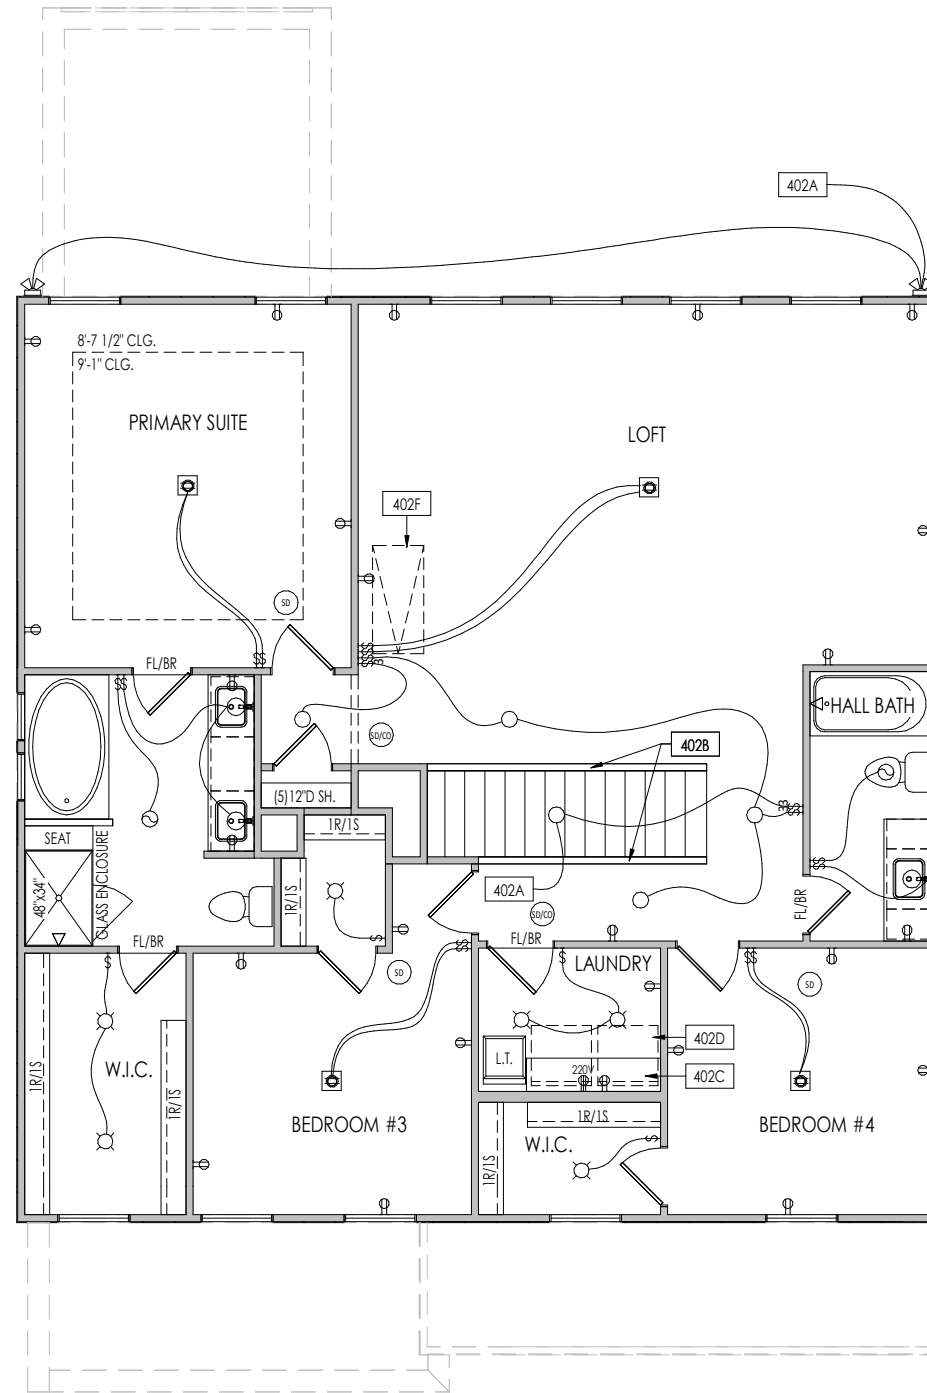 402A
8'-7 1/2" CLG.
9'-1" CLG.
PRIMARY SUITE
LOFT
402F
SD
FL/BR
HALL BATH
SD/CO
402B
(5)12"D SH.
1R/1S
SEAT
GLASS ENCLOSURE
48"x34"
1R/1S
402A
SD/CO
FL/BR
FL/BR
FL/BR
SD
LAUNDRY
SD
402D
L.T.
220V
402C
W.I.C.
1R/1S
1R/1S
1R/1S
BEDROOM #3
W.I.C.
BEDROOM #4
1R/1S